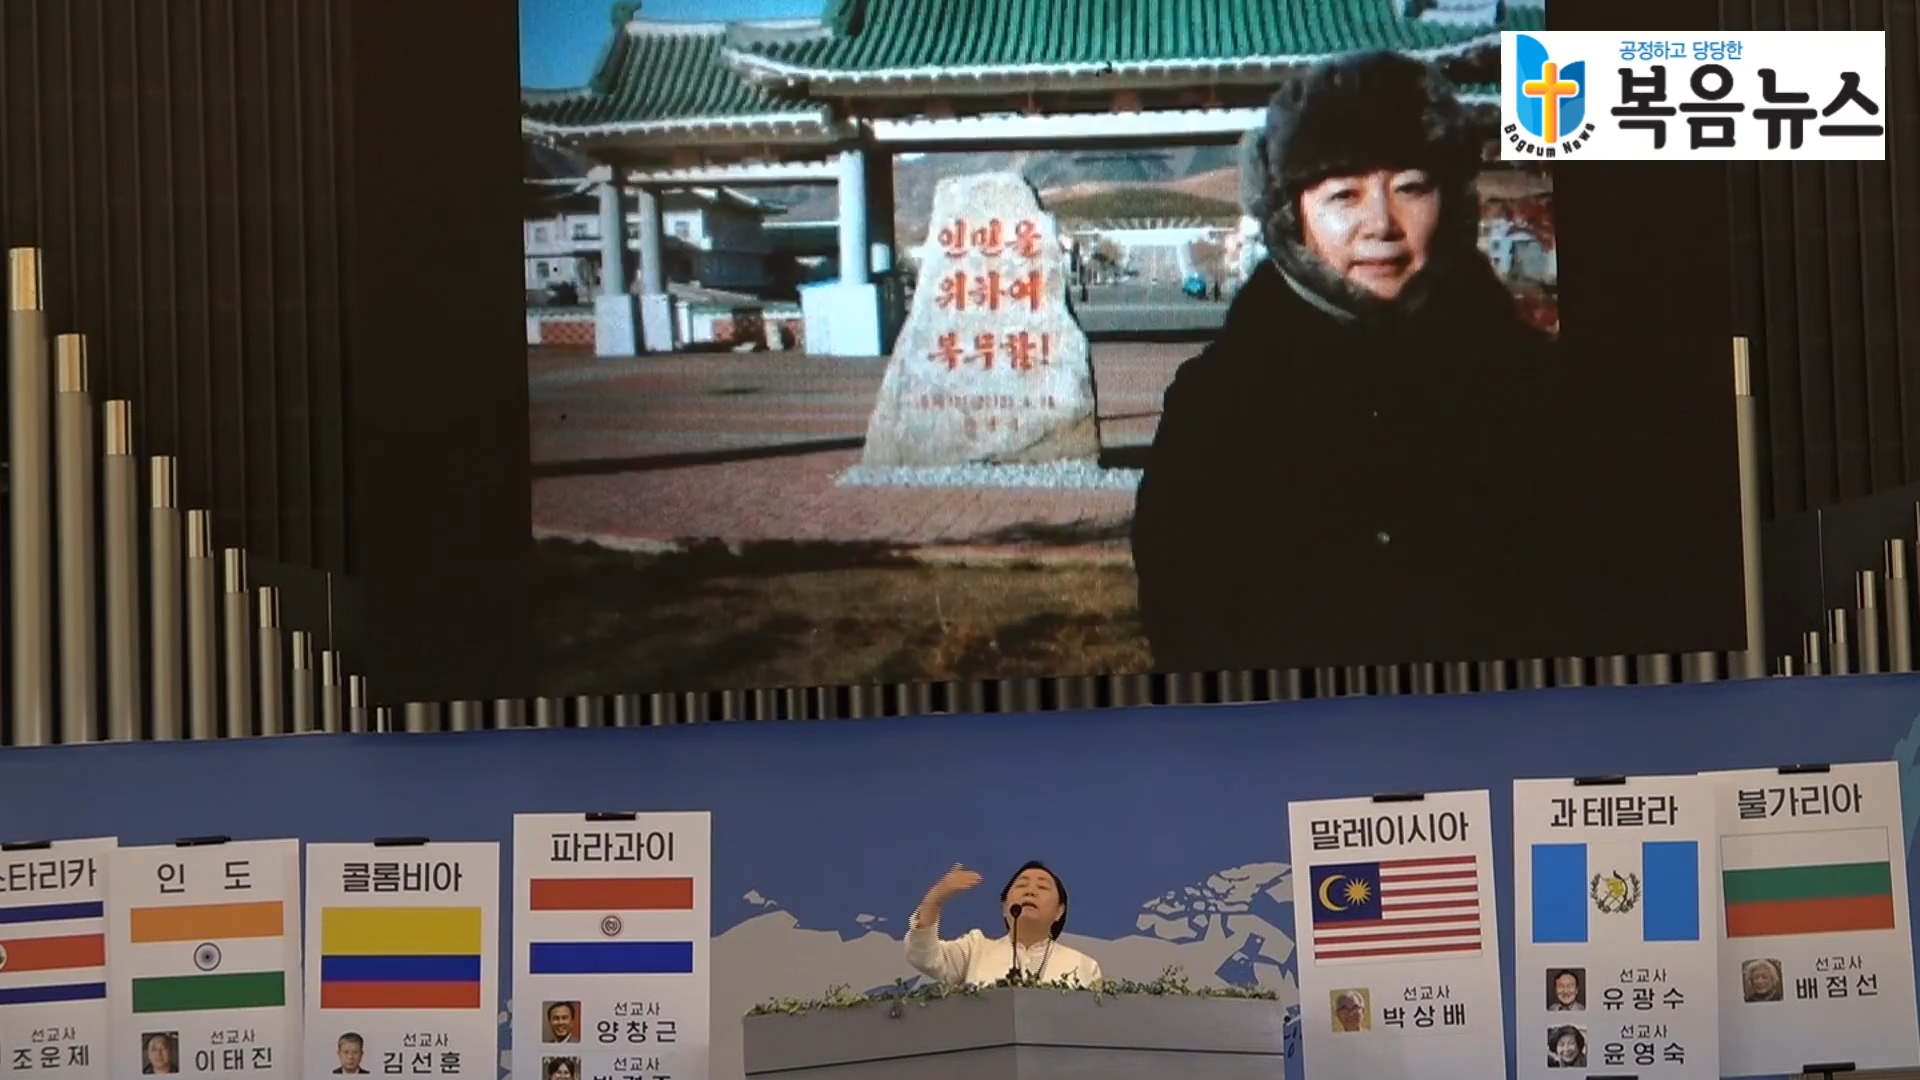 공정하고 당당한
복음뉴스
Bogeum News
인민을
위하여
복무함!
스타리카
선교사
조운제
인 도
선교사
이태진
콜롬비아
선교사
김선훈
파라과이
선교사
양창근
선교사
말레이시아
선교사
박상배
과테말라
선교사
유광수
선교사
윤영숙
불가리아
선교사
배점선